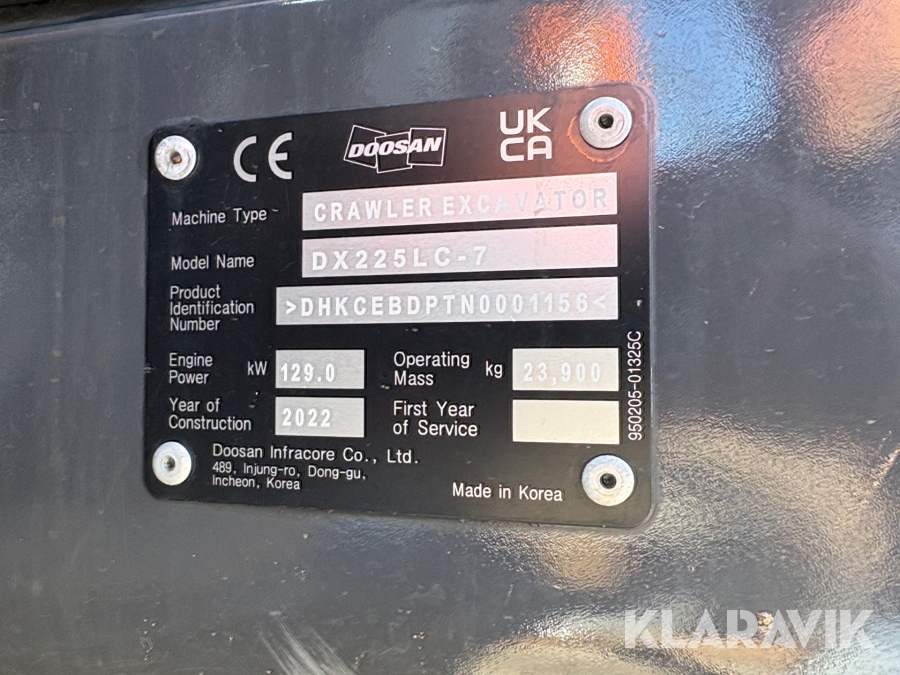 CE
DOOSAN
UK
CA
Machine Type
CRAWLER EXCAVATOR
Model Name
DX225LC-7
Product
Identification
Number
>DHKCEBDPTN0001156<
Engine
Power
kW
129.0
Operating
Mass
kg
23,900
Year of
Construction
2022
First Year
of Service
950205-01325C
Doosan Infracore Co., Ltd.
489, Injung-ro, Dong-gu,
Incheon, Korea
Made in Korea
KLARAVIK